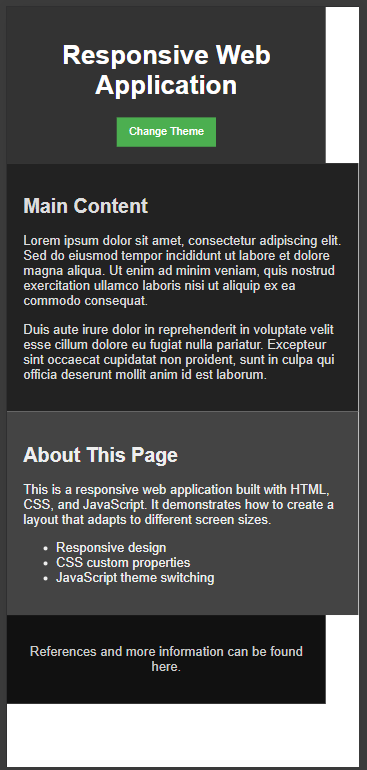 Responsive Web
Application
Change Theme
Main Content
Lorem ipsum dolor sit amet, consectetur adipiscing elit.
Sed do eiusmod tempor incididunt ut labore et dolore
magna aliqua. Ut enim ad minim veniam, quis nostrud
exercitation ullamco laboris nisi ut aliquip ex ea
commodo consequat.
Duis aute irure dolor in reprehenderit in voluptate velit
esse cillum dolore eu fugiat nulla pariatur. Excepteur
sint occaecat cupidatat non proident, sunt in culpa qui
officia deserunt mollit anim id est laborum.
About This Page
This is a responsive web application built with HTML,
CSS, and JavaScript. It demonstrates how to create a
layout that adapts to different screen sizes.
• Responsive design
• CSS custom properties
• JavaScript theme switching
References and more information can be found
here.